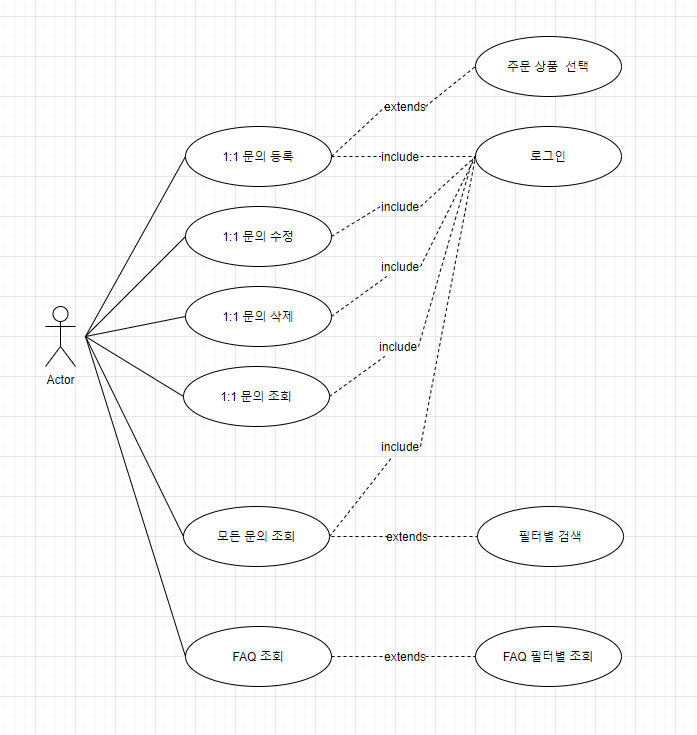 주문 상품  선택
extends
1:1 문의 등록
include
로그인
include
1:1 문의 수정
include
1:1 문의 삭제
include
Actor
1:1 문의 조회
include
모든 문의 조회
extends
필터별 검색
FAQ 조회
extends
FAQ 필터별 조회